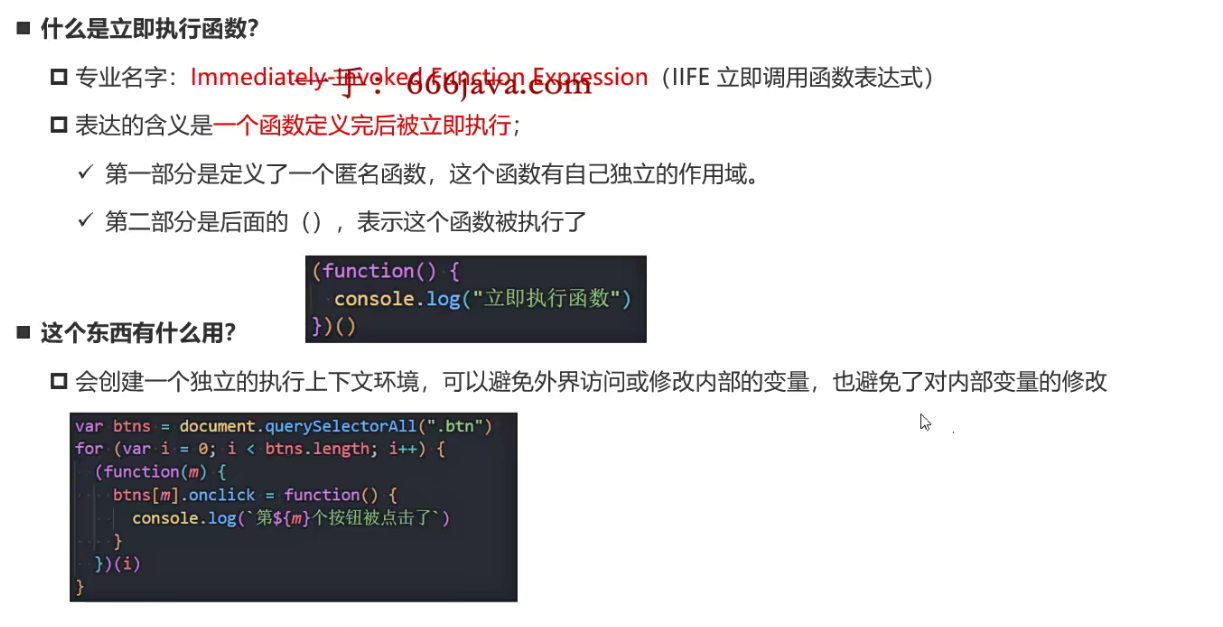 什么是立即执行函数?
专业名字：Immediately-Invoked Function Expression（IIFE 立即调用函数表达式）
一手：666java.com
表达的含义是一个函数定义完后被立即执行；
第一部分是定义了一个匿名函数，这个函数有自己独立的作用域。
第二部分是后面的（），表示这个函数被执行了
(function() {
  console.log("立即执行函数")
})()
这个东西有什么用?
会创建一个独立的执行上下文环境，可以避免外界访问或修改内部的变量，也避免了对内部变量的修改
var btns = document.querySelectorAll(".btn")
for (var i = 0; i < btns.length; i++) {
  (function(m) {
    btns[m].onclick = function() {
      console.log(`第${m}个按钮被点击了`)
    }
  })(i)
}